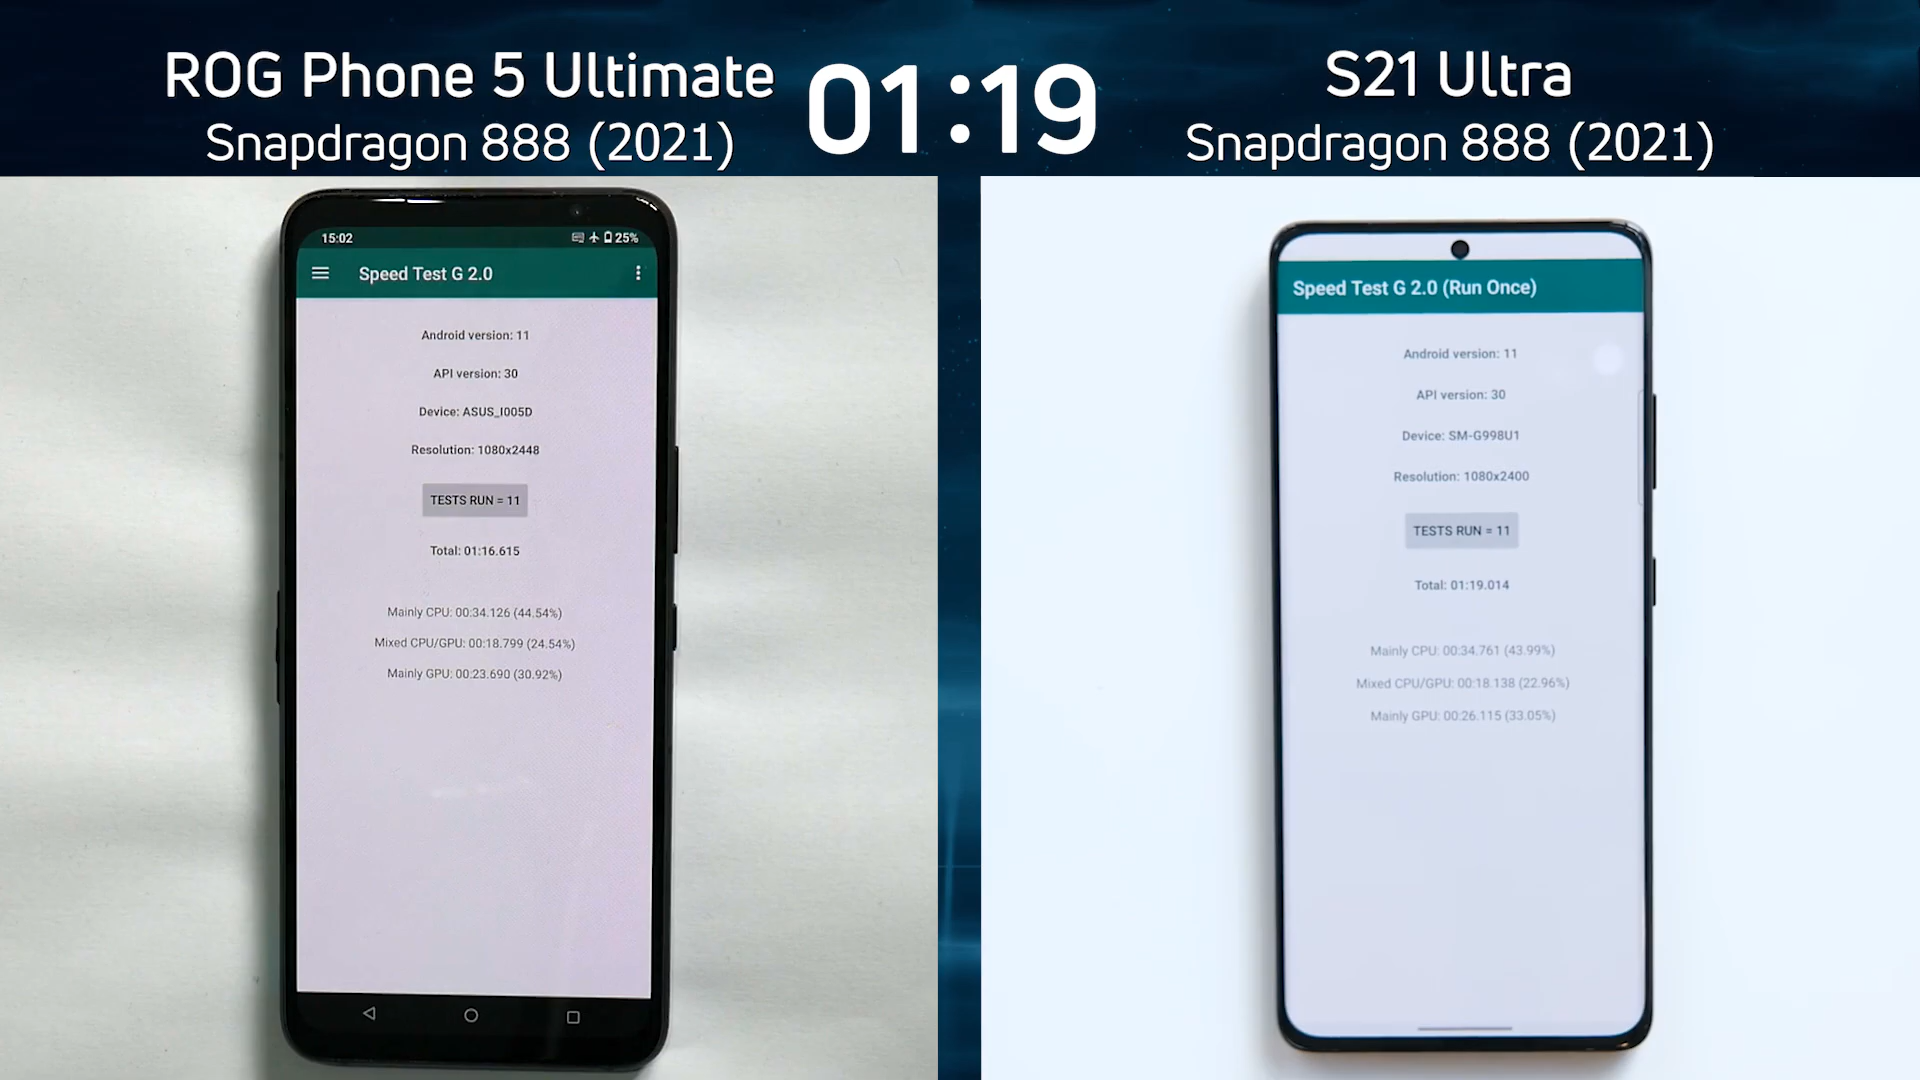 ROG Phone 5 Ultimate
Snapdragon 888 (2021)
01:19
S21 Ultra
Snapdragon 888 (2021)
15:02
25%
Speed Test G 2.0
Android version: 11
API version: 30
Device: ASUS_I005D
Resolution: 1080x2448
TESTS RUN = 11
Total: 01:16.615
Mainly CPU: 00:34.126 (44.54%)
Mixed CPU/GPU: 00:18.799 (24.54%)
Mainly GPU: 00:23.690 (30.92%)
Speed Test G 2.0 (Run Once)
Android version: 11
API version: 30
Device: SM-G998U1
Resolution: 1080x2400
TESTS RUN = 11
Total: 01:19.014
Mainly CPU: 00:34.761 (43.99%)
Mixed CPU/GPU: 00:18.138 (22.96%)
Mainly GPU: 00:26.115 (33.05%)